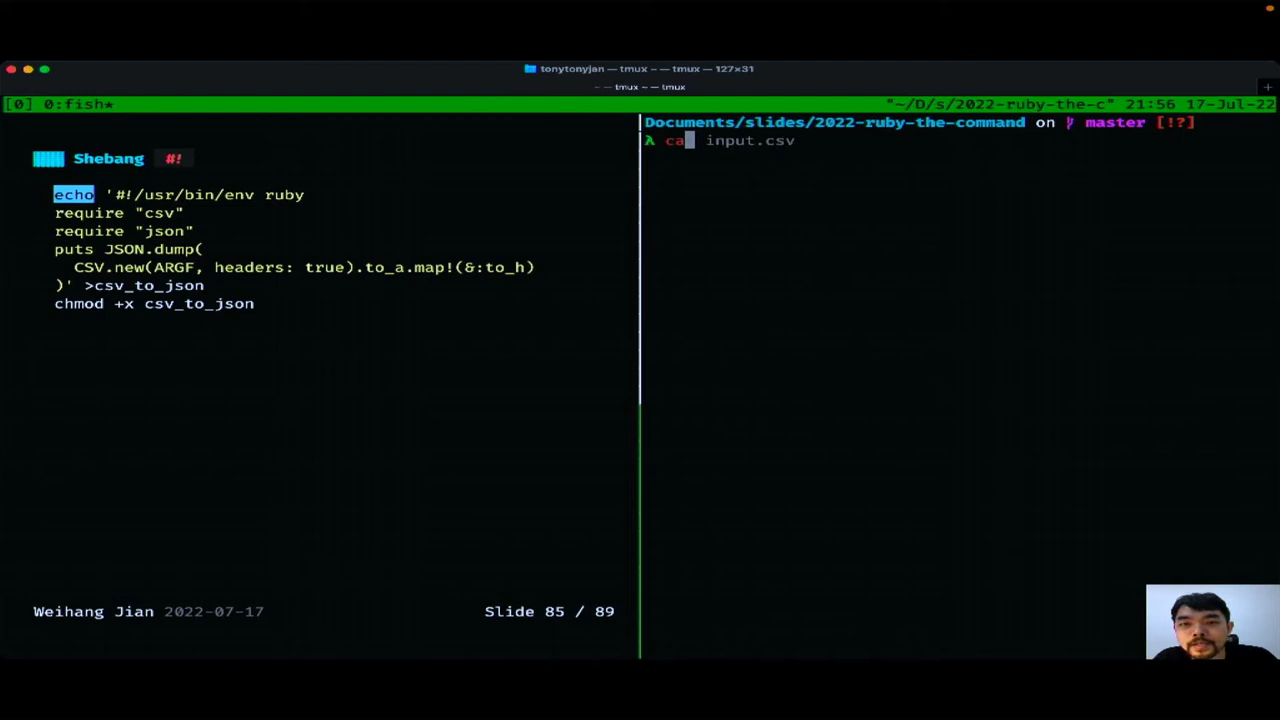 tonytonyjan — tmux - — tmux — 127×31
~ — tmux ~ — tmux
[0] 0:fish* "~/D/s/2022-ruby-the-c" 21:56 17-Jul-22
Shebang #!
echo '#!/usr/bin/env ruby
require "csv"
require "json"
puts JSON.dump(
CSV.new(ARGF, headers: true).to_a.map!(&:to_h)
)' >csv_to_json
chmod +x csv_to_json
Weihang Jian 2022-07-17
Slide 85 / 89
Documents/slides/2022-ruby-the-command on master [!?]
λ ca input.csv